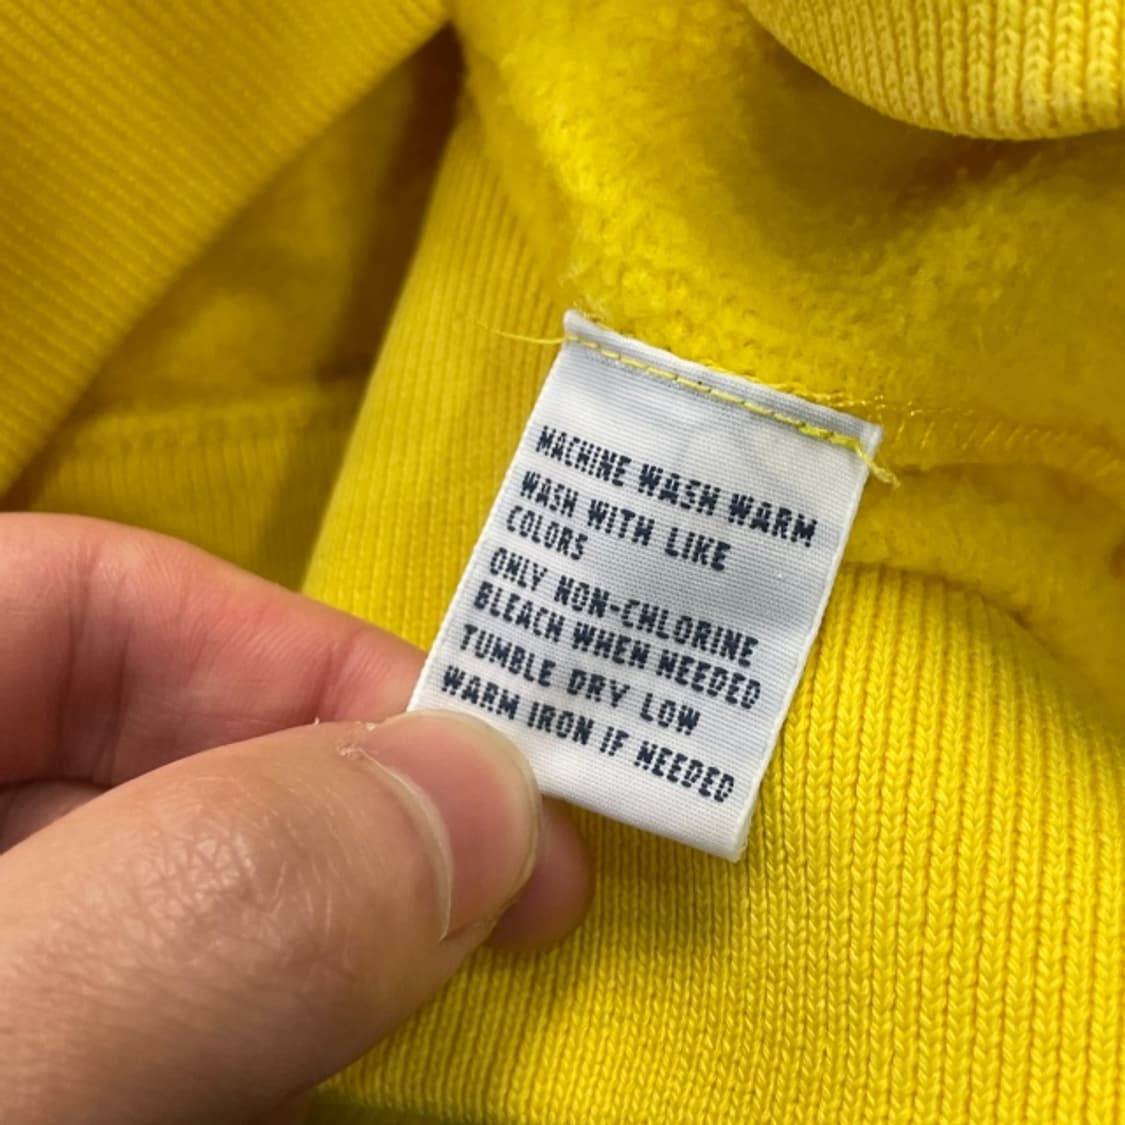 MACHINE WASH WARM
WASH WITH LIKE
COLORS
ONLY NON-CHLORINE
BLEACH WHEN NEEDED
TUMBLE DRY LOW
WARM IRON IF NEEDED